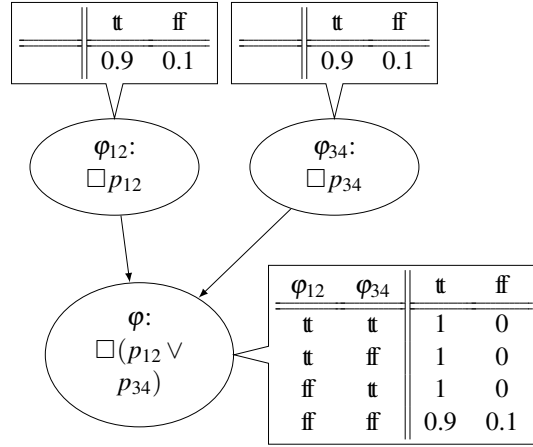 tt ff
0.9 0.1
tt ff
0.9 0.1
φ₁₂:
□ p₁₂
φ₃₄:
□ p₃₄
φ:
□(p₁₂ ∨
p₃₄)
φ₁₂ φ₃₄ tt ff
tt tt 1 0
tt ff 1 0
ff tt 1 0
ff ff 0.9 0.1